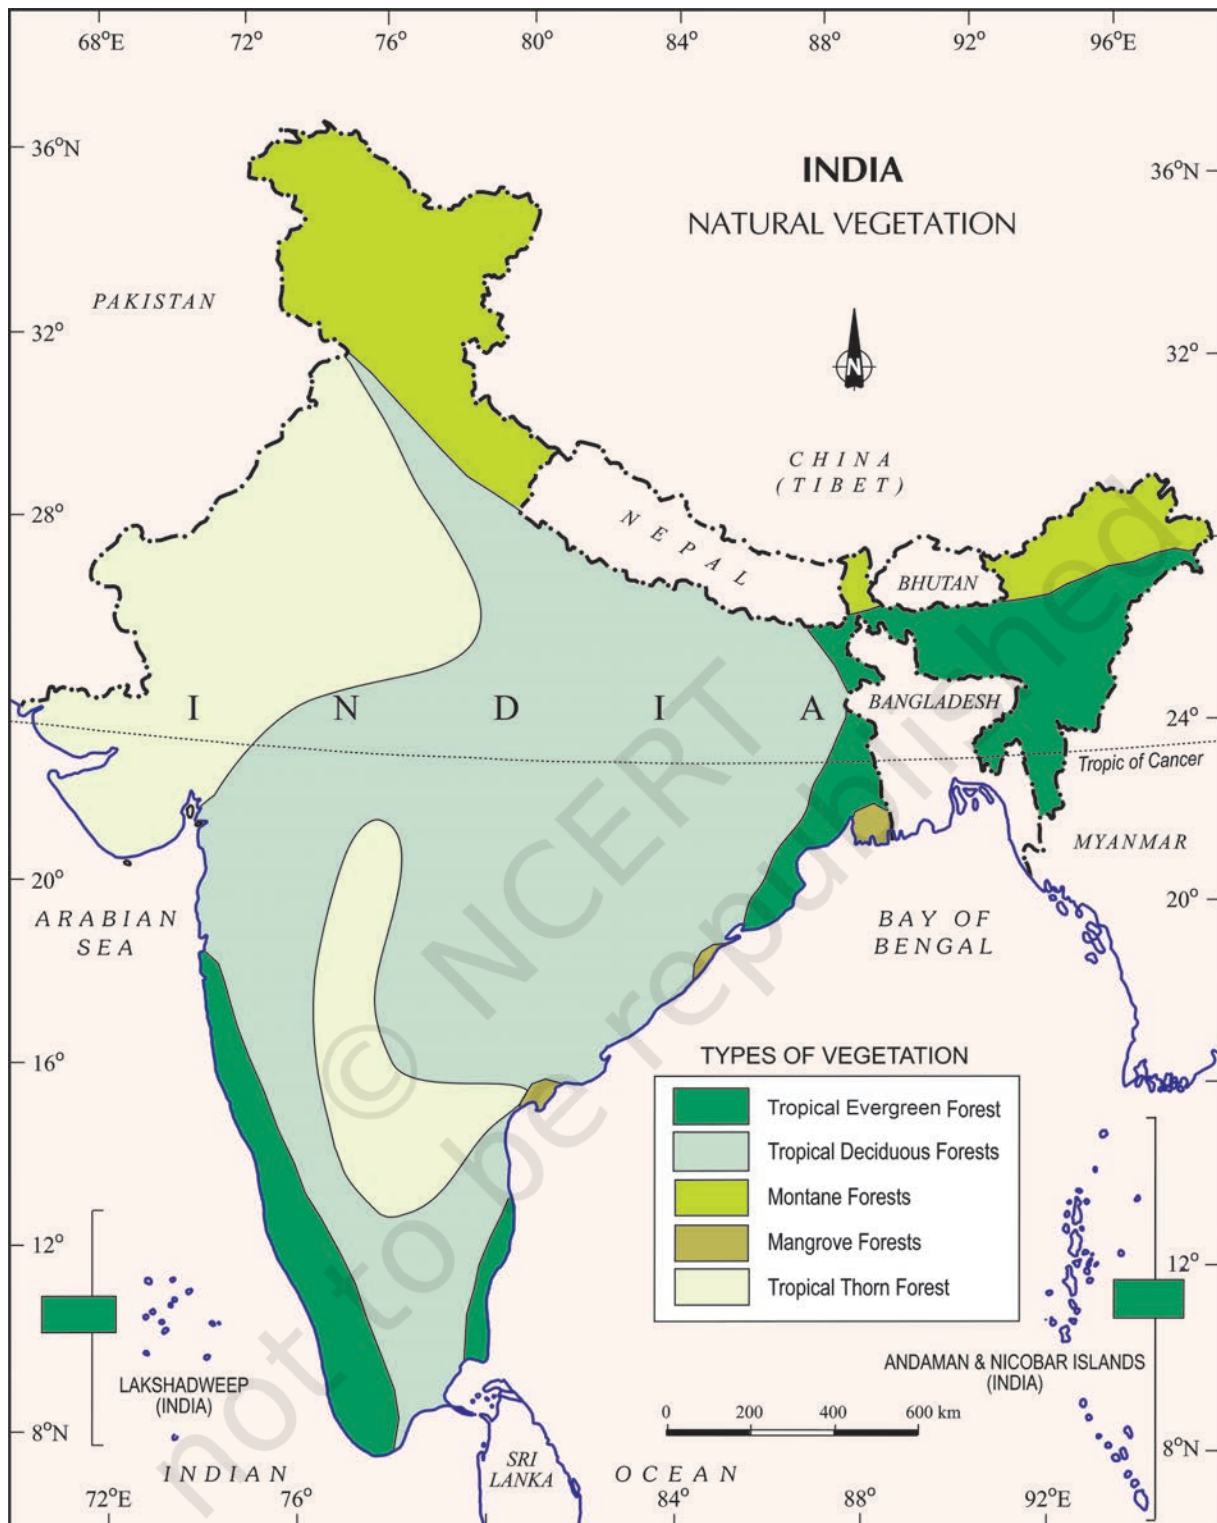 68°E 72° 76° 80° 84° 88° 92° 96°E
36°N
INDIA
36°N
NATURAL VEGETATION
PAKISTAN
32°
32°
N
CHINA
(TIBET)
28°
NEPAL
BHUTAN
INDIA
BANGLADESH
24°
Tropic of Cancer
MYANMAR
20°
20°
ARABIAN
SEA
BAY OF
BENGAL
16°
TYPES OF VEGETATION
Tropical Evergreen Forest
Tropical Deciduous Forests
Montane Forests
Mangrove Forests
Tropical Thorn Forest
12°
12°
LAKSHADWEEP
(INDIA)
ANDAMAN & NICOBAR ISLANDS
(INDIA)
0 200 400 600 km
8°N
8°N
SRI
LANKA
INDIAN OCEAN
72°E 76° 84° 88° 92°E
© NCERT
not to be republished